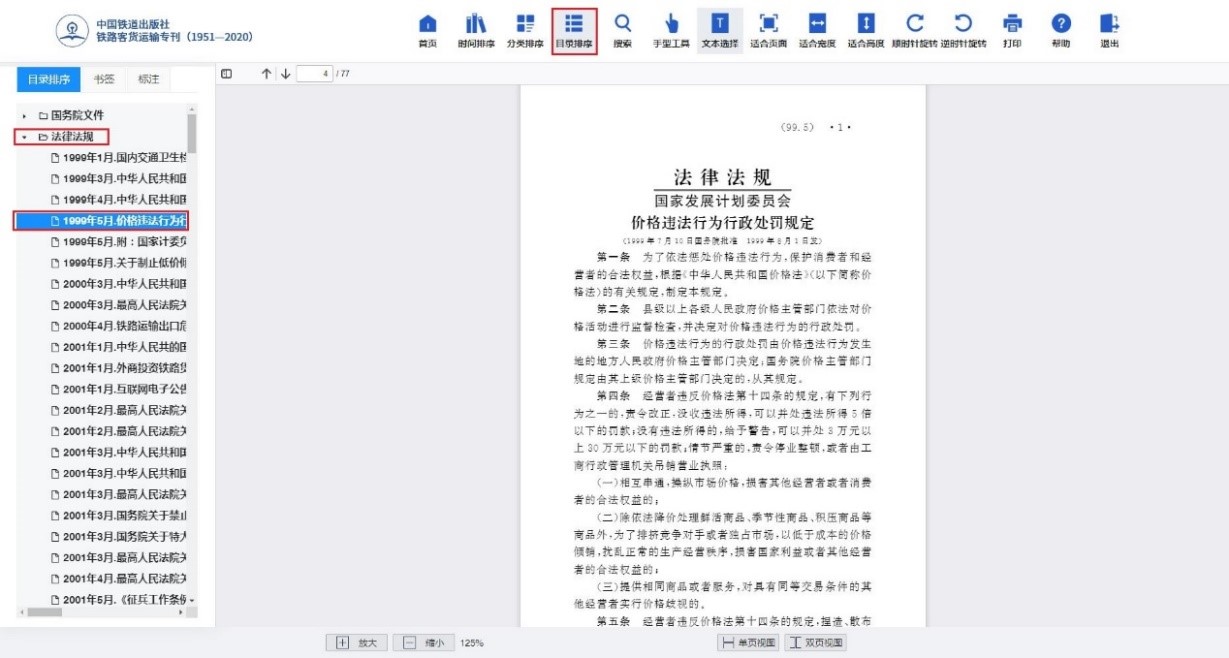 中国铁道出版社
铁路客货运输专刊（1951—2020）
首页 时间排序 分类排序 目录排序 搜索 手型工具 文本选择 适合页面 适合宽度 适合高度 顺时针旋转 逆时针旋转 打印 帮助 退出
目录排序 书签 标注
4 / 77
国务院文件
法律法规
1999年1月.国内交通卫生检
1999年3月.中华人民共和国
1999年4月.中华人民共和国
1999年5月.价格违法行为行
1999年5月.附：国家计委负
1999年5月.关于制止低价倾
2000年3月.中华人民共和国
2000年3月.最高人民法院关
2000年4月.铁路运输出口
2001年1月.中华人民共的国
2001年1月.外商投资铁路货
2001年1月.互联网电子公告
2001年2月.最高人民法院关
2001年2月.最高人民法院关
2001年3月.中华人民共和国
2001年3月.中华人民共和国
2001年3月.最高人民法院关
2001年3月.国务院关于禁止
2001年3月.国务院关于特大
2001年3月.最高人民法院关
2001年4月.最高人民法院关
2001年5月.《征兵工作条例
(99.5) ·1·
法律法规
国家发展计划委员会
价格违法行为行政处罚规定
（1999年7月10日国务院批准 1999年8月1日发）
第一条 为了依法惩处价格违法行为,保护消费者和经
营者的合法权益,根据《中华人民共和国价格法》(以下简称价
格法)的有关规定,制定本规定。
第二条 县级以上各级人民政府价格主管部门依法对价
格活动进行监督检查,并决定对价格违法行为的行政处罚。
第三条 价格违法行为的行政处罚由价格违法行为发生
地的地方人民政府价格主管部门决定;国务院价格主管部门
规定由其上级价格主管部门决定的,从其规定。
第四条 经营者违反价格法第十四条的规定,有下列行
为之一的,责令改正,没收违法所得,可以并处违法所得5倍
以下的罚款;没有违法所得的,给予警告,可以并处3万元以
上30万元以下的罚款;情节严重的,责令停业整顿,或者由工
商行政管理机关吊销营业执照:
(一)相互串通,操纵市场价格,损害其他经营者或者消费
者的合法权益的;
(二)除依法降价处理鲜活商品、季节性商品、积压商品等
商品外,为了排挤竞争对手或者独占市场,以低于成本的价格
倾销,扰乱正常的生产经营秩序,损害国家利益或者其他经营
者的合法权益的;
(三)提供相同商品或者服务,对具有同等交易条件的其
他经营者实行价格歧视的。
第五条 经营者违反价格法第十四条的规定,捏造、散布
放大 缩小 125% 单页视图 双页视图